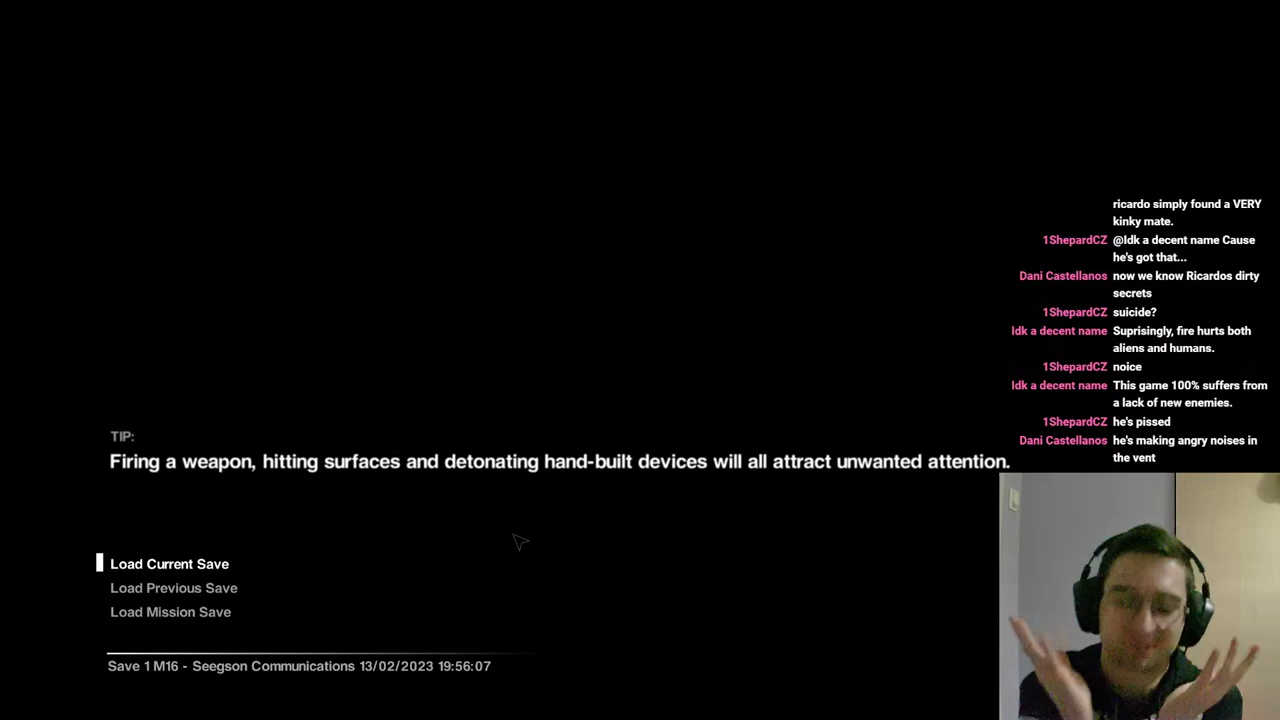 ricardo simply found a VERY
kinky mate.
1ShepardCZ @Idk a decent name Cause
he's got that...
Dani Castellanos now we know Ricardos dirty
secrets
1ShepardCZ suicide?
Idk a decent name Suprisingly, fire hurts both
aliens and humans.
1ShepardCZ noice
Idk a decent name This game 100% suffers from
a lack of new enemies.
1ShepardCZ he's pissed
Dani Castellanos he's making angry noises in
the vent
TIP:
Firing a weapon, hitting surfaces and detonating hand-built devices will all attract unwanted attention.
Load Current Save
Load Previous Save
Load Mission Save
Save 1 M16 - Seegson Communications 13/02/2023 19:56:07